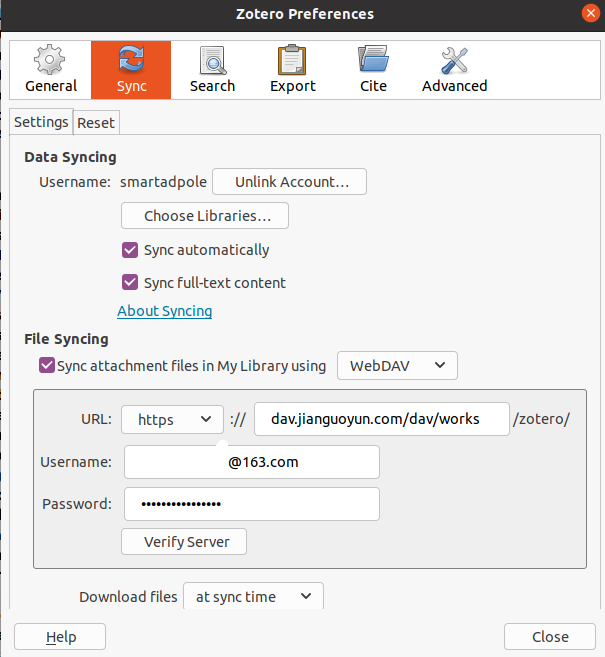 Zotero Preferences
General Sync Search Export Cite Advanced
Settings Reset
Data Syncing
Username: smartadpole Unlink Account...
Choose Libraries...
Sync automatically
Sync full-text content
About Syncing
File Syncing
Sync attachment files in My Library using WebDAV
URL: https :// dav.jianguoyun.com/dav/works /zotero/
Username: @163.com
Password: ••••••••••••••••
Verify Server
Download files at sync time
Help Close